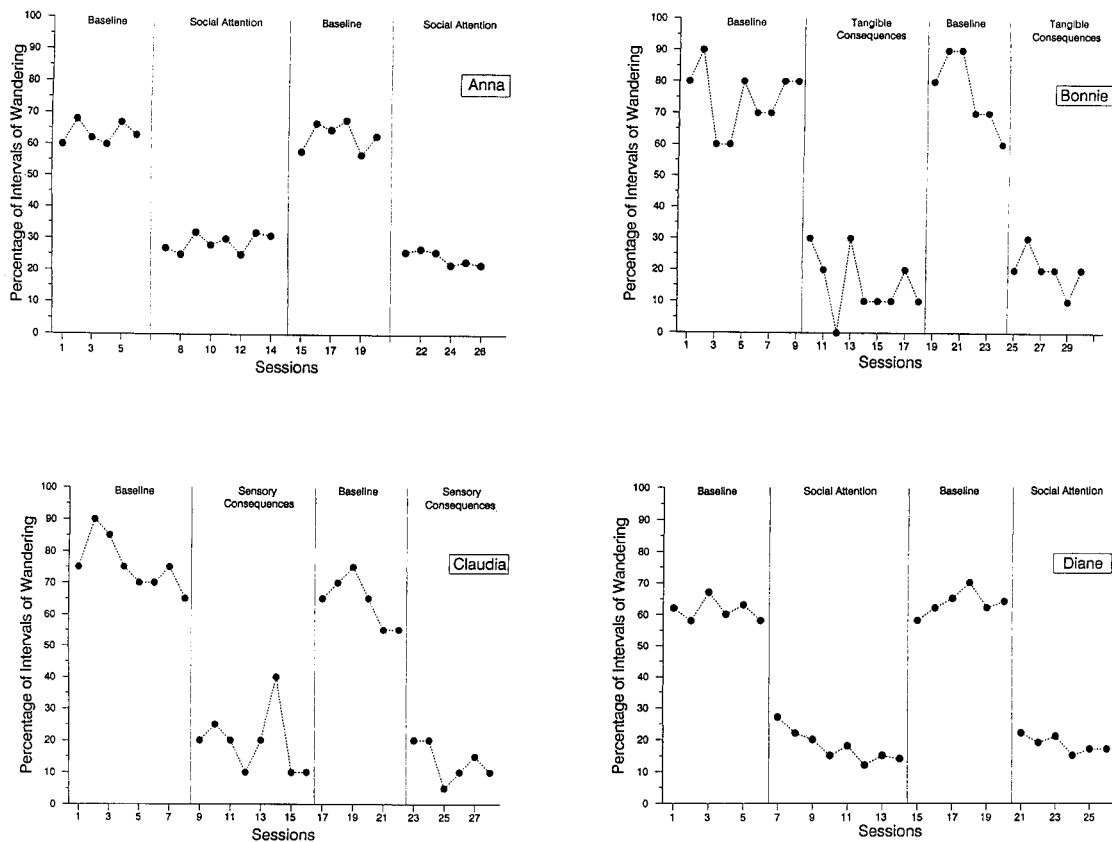 Baseline
Social Attention
Baseline
Social Attention
Anna
Percentage of Intervals of Wandering
100
90
80
70
60
50
40
30
20
10
0
1 3 5 8 10 12 14 15 17 19 22 24 26
Sessions
Baseline
Tangible
Consequences
Baseline
Tangible
Consequences
Bonnie
Percentage of Intervals of Wandering
100
90
80
70
60
50
40
30
20
10
0
1 3 5 7 9 11 13 15 17 19 21 23 25 27 29
Sessions
Baseline
Sensory
Consequences
Baseline
Sensory
Consequences
Claudia
Percentage of Intervals of Wandering
100
90
80
70
60
50
40
30
20
10
0
1 3 5 7 9 11 13 15 17 19 21 23 25 27
Sessions
Baseline
Social Attention
Baseline
Social Attention
Diane
Percentage of Intervals of Wandering
100
90
80
70
60
50
40
30
20
10
0
1 3 5 7 9 11 13 15 17 19 21 23 25
Sessions